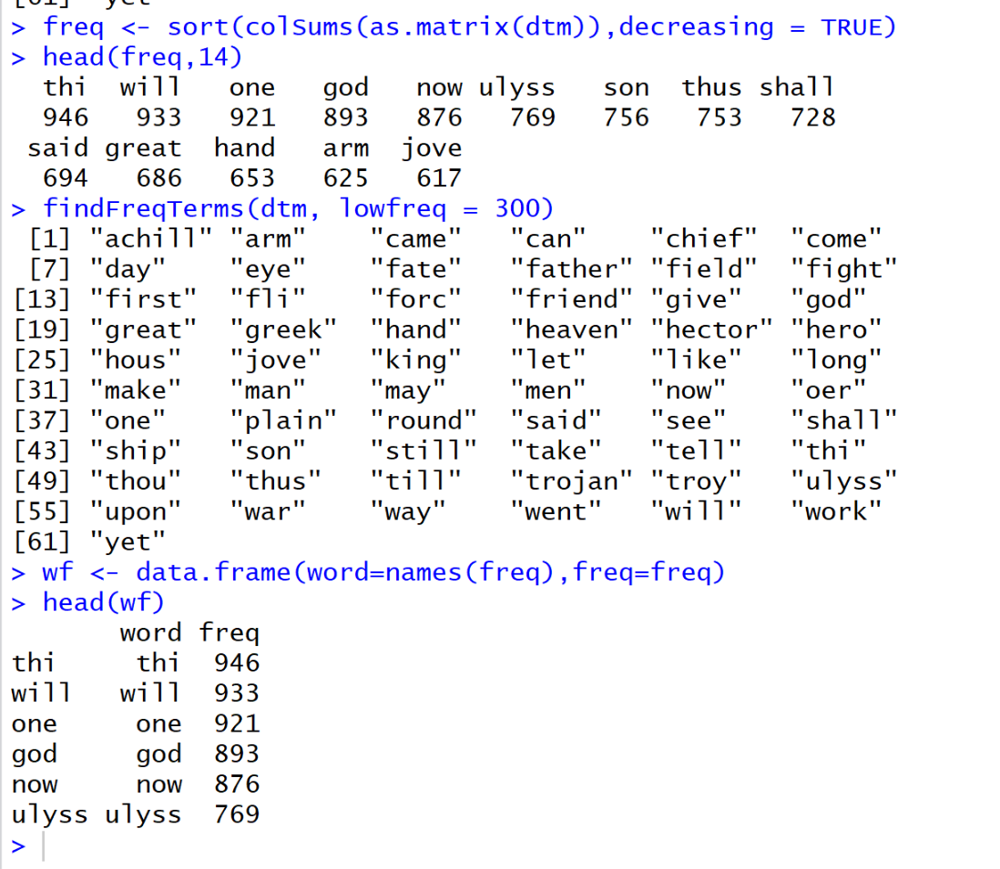 [61] "yet"
> freq <- sort(colSums(as.matrix(dtm)),decreasing = TRUE)
> head(freq,14)
  thi  will   one   god   now ulyss   son  thus shall
  946   933   921   893   876   769   756   753   728
 said great  hand   arm  jove
  694   686   653   625   617
> findFreqTerms(dtm, lowfreq = 300)
 [1] "achill" "arm"    "came"   "can"    "chief"  "come"
 [7] "day"    "eye"    "fate"   "father" "field"  "fight"
[13] "first"  "fli"    "forc"   "friend" "give"   "god"
[19] "great"  "greek"  "hand"   "heaven" "hector" "hero"
[25] "hous"   "jove"   "king"   "let"    "like"   "long"
[31] "make"   "man"    "may"    "men"    "now"    "oer"
[37] "one"    "plain"  "round"  "said"   "see"    "shall"
[43] "ship"   "son"    "still"  "take"   "tell"   "thi"
[49] "thou"   "thus"   "till"   "trojan" "troy"   "ulyss"
[55] "upon"   "war"    "way"    "went"   "will"   "work"
[61] "yet"
> wf <- data.frame(word=names(freq),freq=freq)
> head(wf)
       word freq
thi     thi  946
will   will  933
one     one  921
god     god  893
now     now  876
ulyss ulyss  769
>